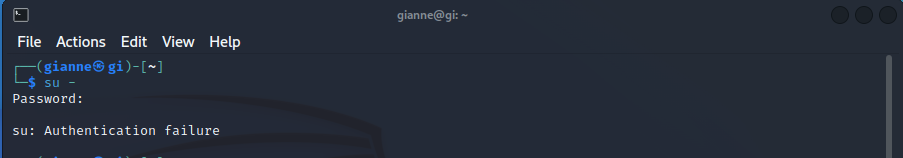 gianne@gi: ~
File Actions Edit View Help
┌──(gianne㉿gi)-[~]
└─$ su -
Password:
su: Authentication failure